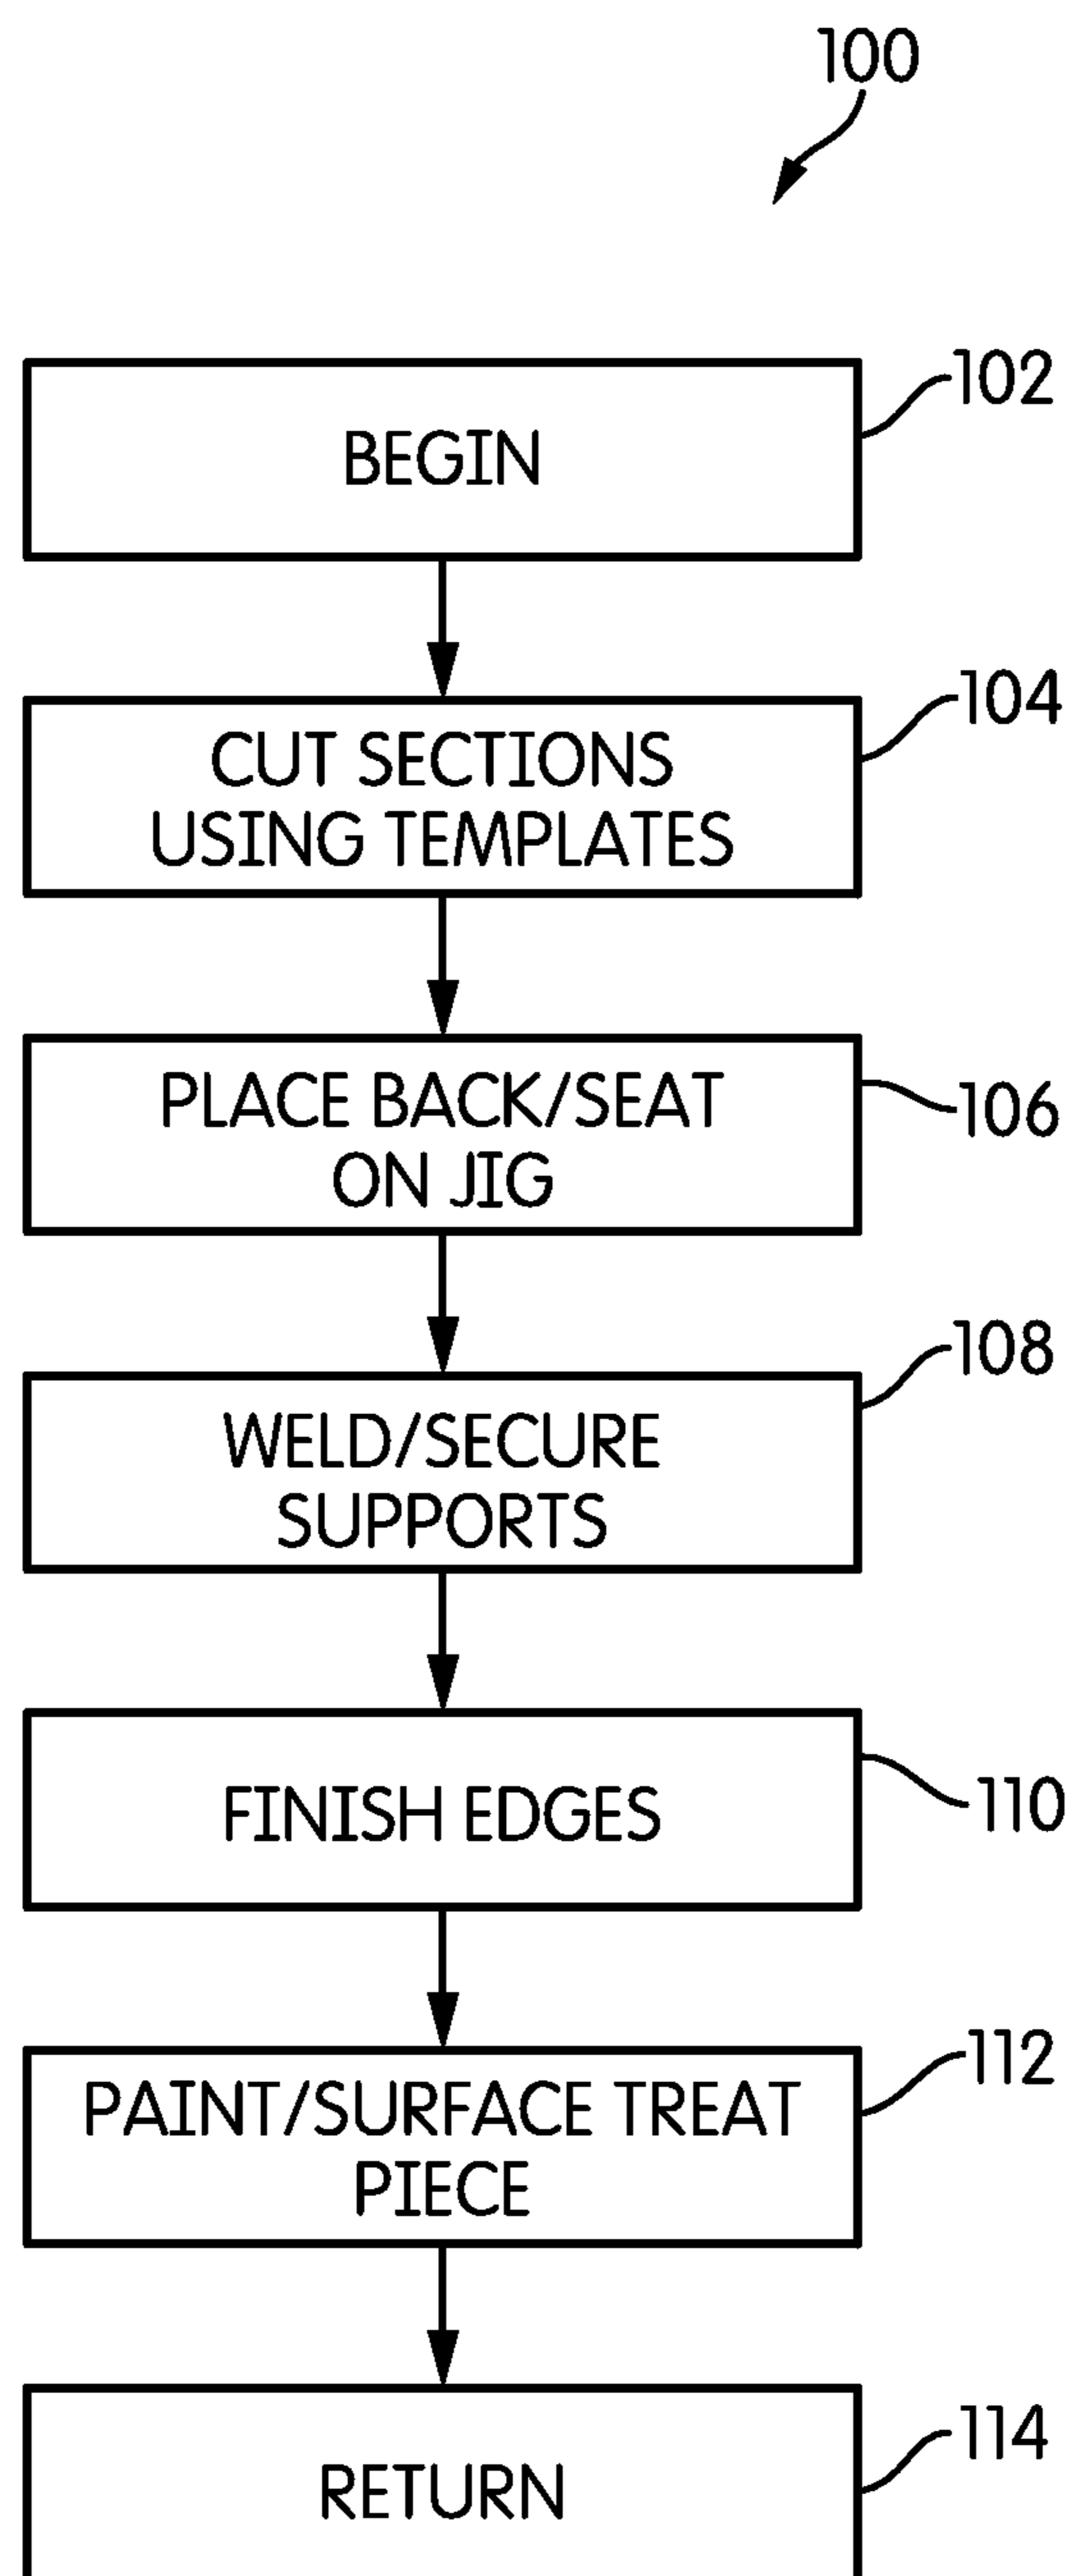 100
BEGIN
102
CUT SECTIONS
USING TEMPLATES
104
PLACE BACK/SEAT
ON JIG
106
WELD/SECURE
SUPPORTS
108
FINISH EDGES
110
PAINT/SURFACE TREAT
PIECE
112
RETURN
114